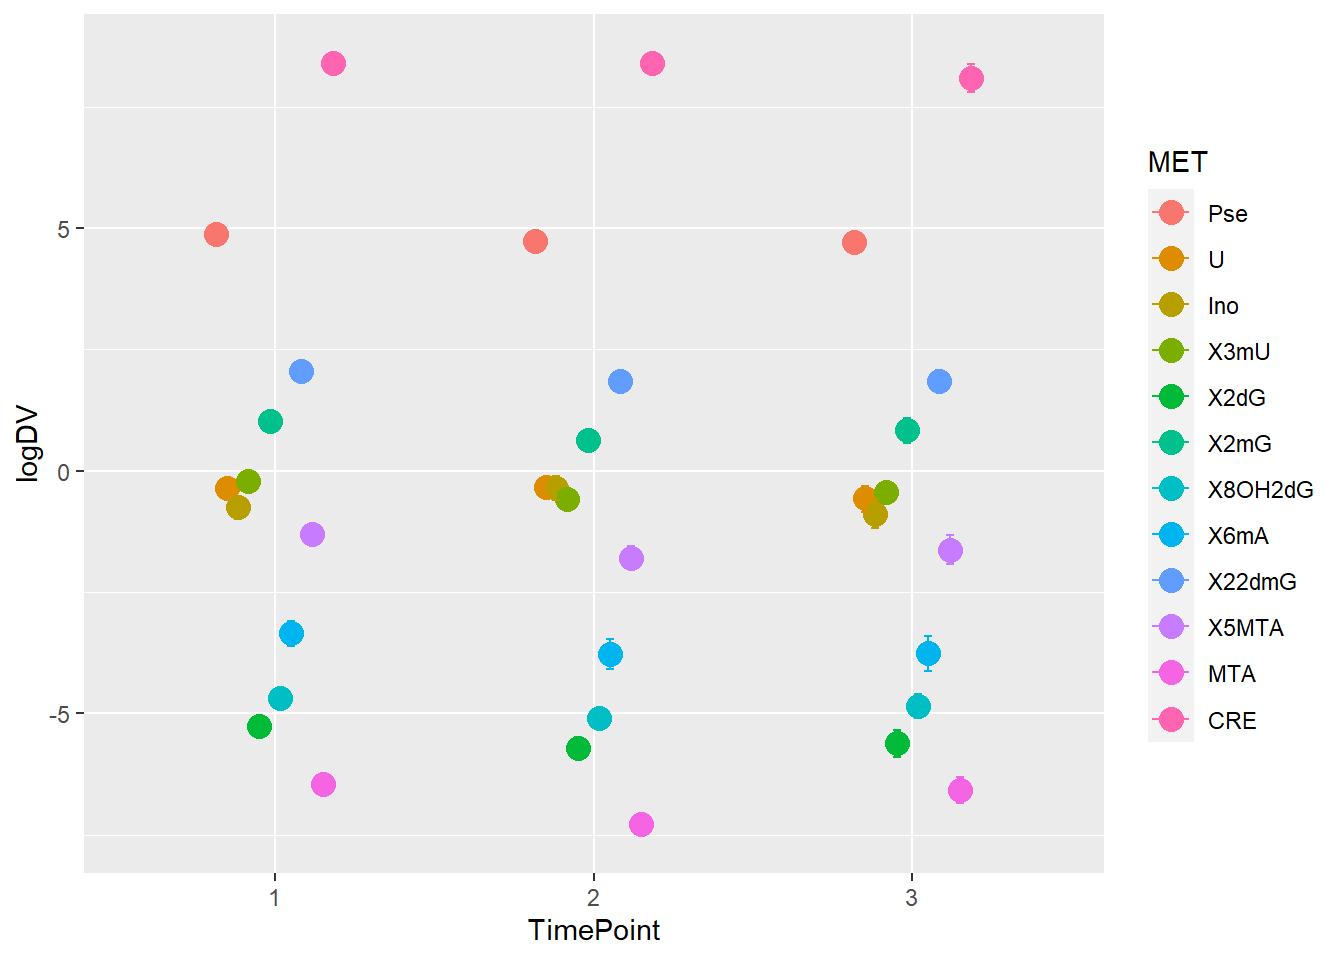 logDV
5
0
-5
1
2
3
TimePoint
MET
Pse
U
Ino
X3mU
X2dG
X2mG
X8OH2dG
X6mA
X22dmG
X5MTA
MTA
CRE